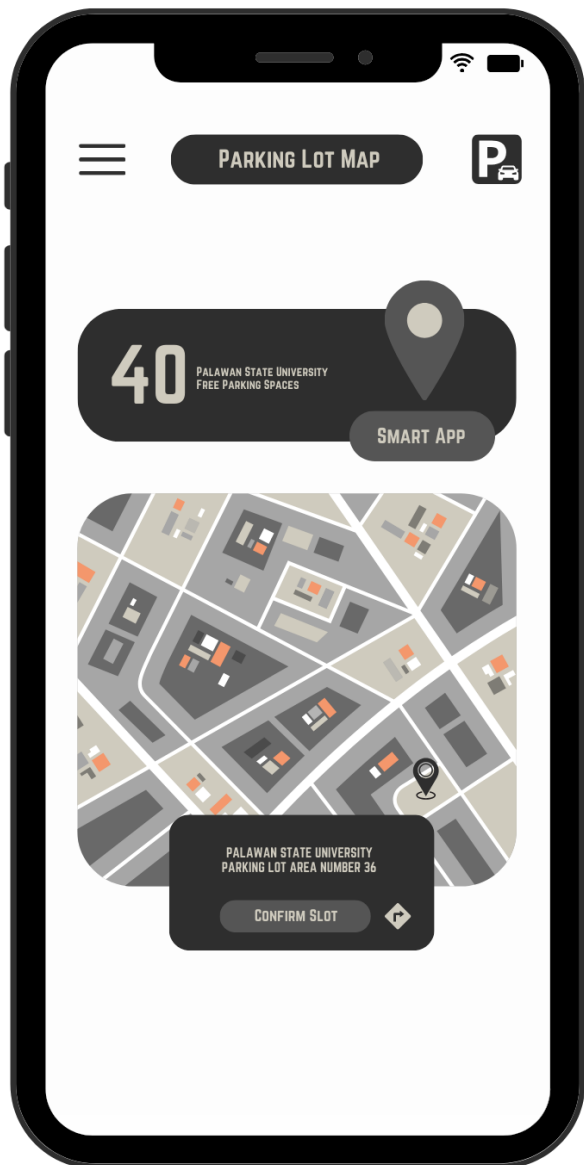 Parking Lot Map
P
40
Palawan State University
Free Parking Spaces
Smart App
PALAWAN STATE UNIVERSITY
PARKING LOT AREA NUMBER 36
Confirm Slot